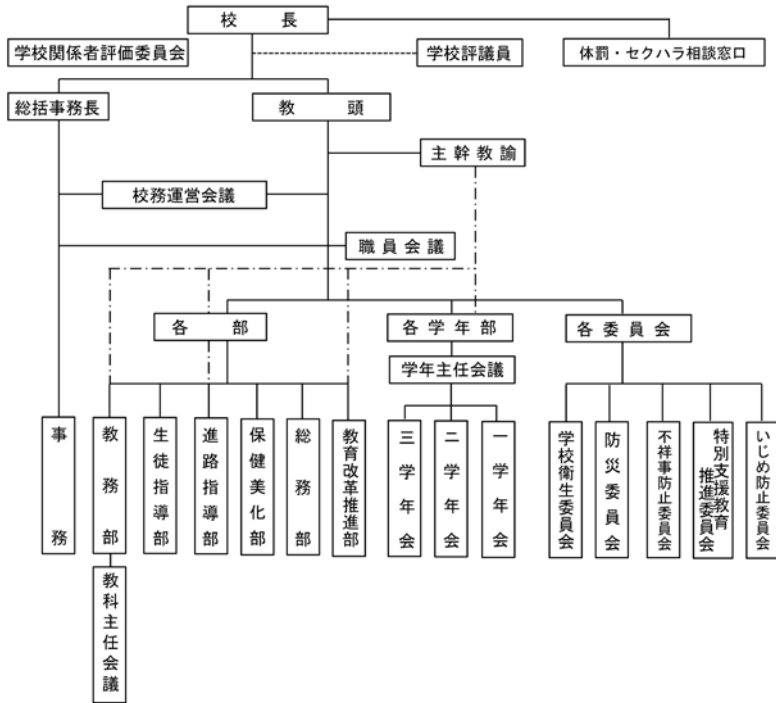 校長
学校関係者評価委員会
学校評議員
体罰・セクハラ相談窓口
総括事務長
教頭
主幹教諭
校務運営会議
職員会議
各部
各学年部
各委員会
学年主任会議
事務
教務部
生徒指導部
進路指導部
保健美化部
総務部
教育改革推進部
三学年会
二学年会
一学年会
学校衛生委員会
防災委員会
不祥事防止委員会
特別支援教育
推進委員会
いじめ防止委員会
教科主任会議